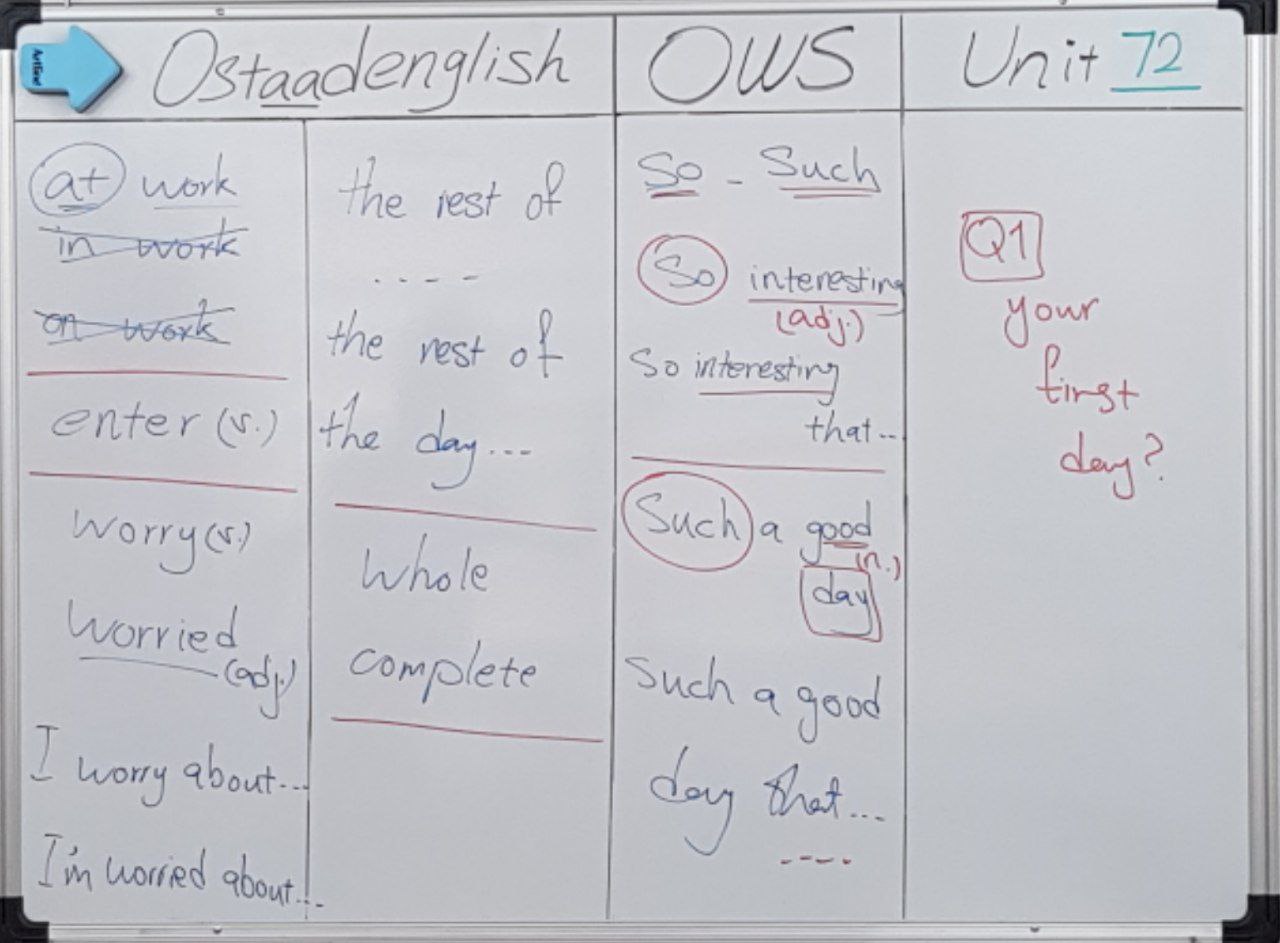 Ostaadenglish
OWS
Unit 72
at work
in work
on work
enter (v.)
worry (v.)
worried
(adj.)
I worry about...
I'm worried about...
the rest of
....
the rest of
the day...
whole
complete
So - Such
So interesting
(adj.)
So interesting
that...
Such a good
(n.)
day
Such a good
day that...
----
Q1
your
first
day?